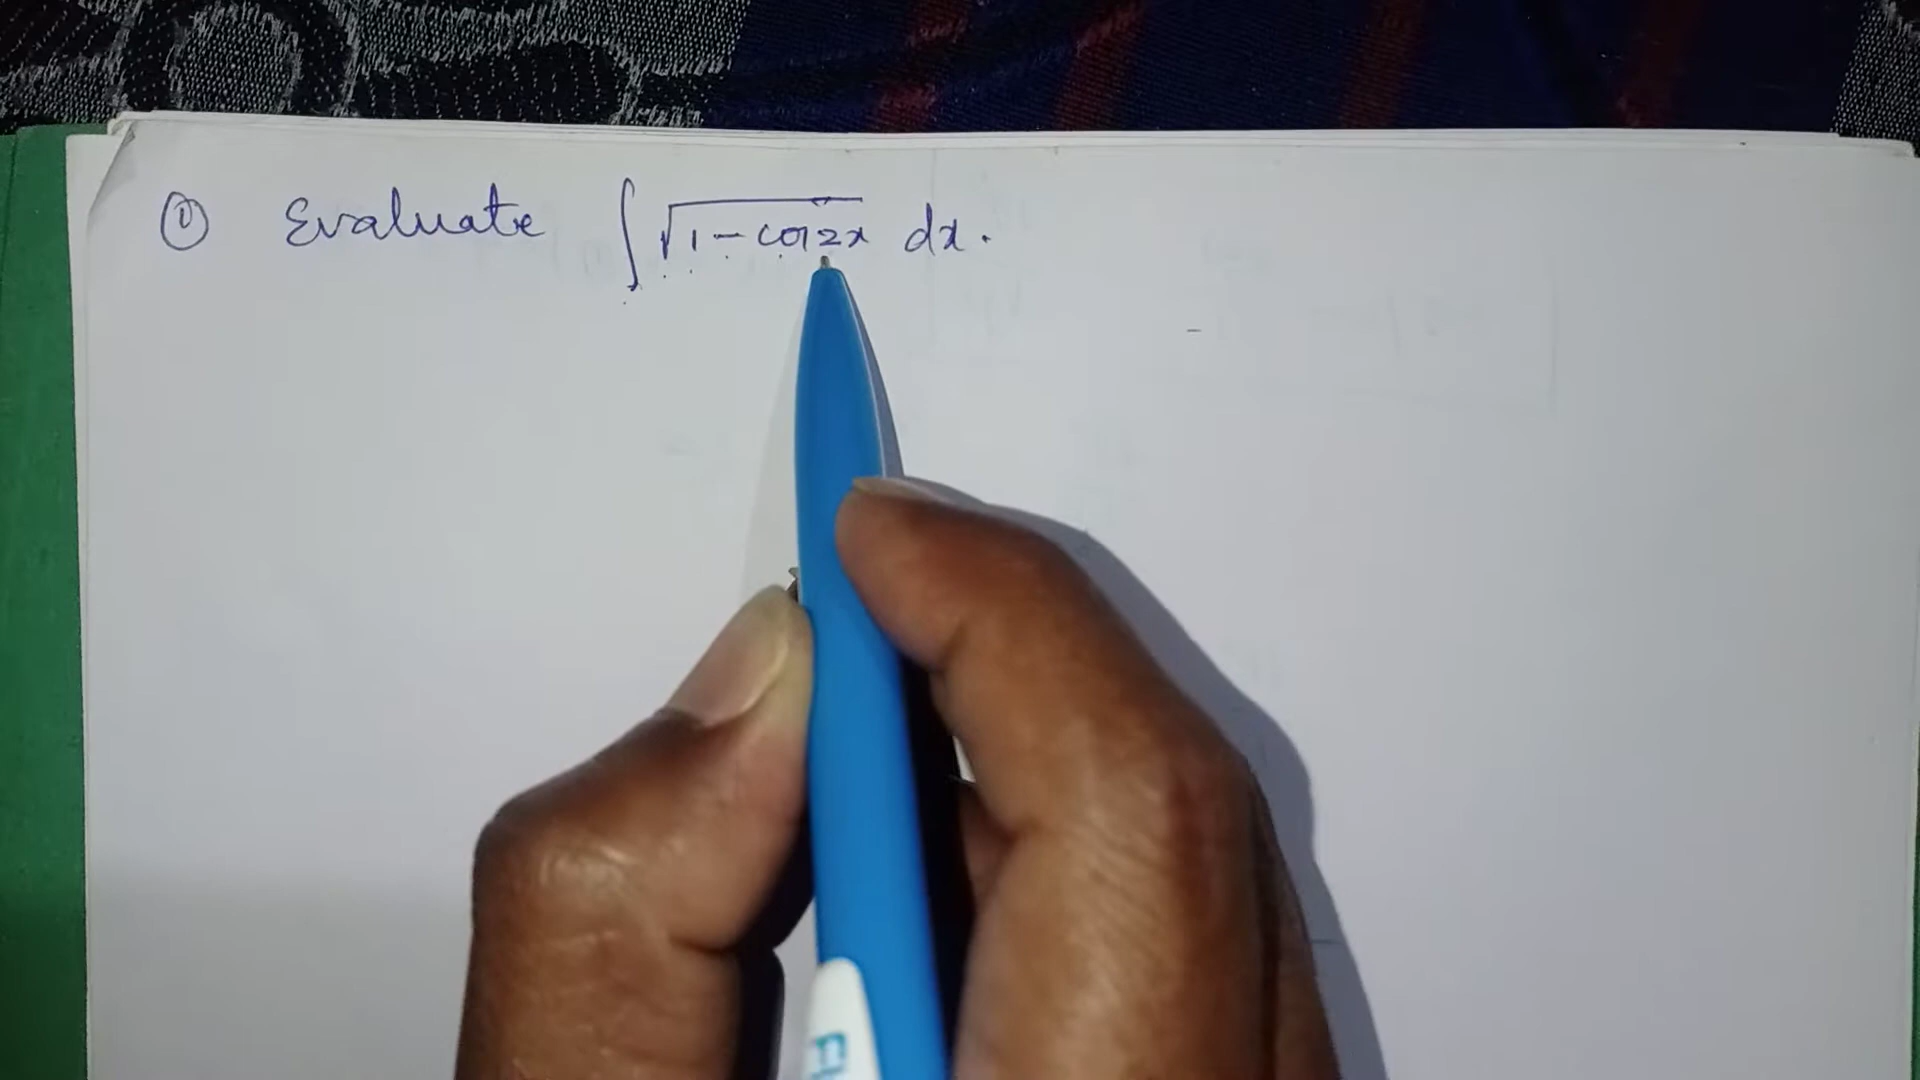 ① Evaluate ∫ √1 - cos2x dx.